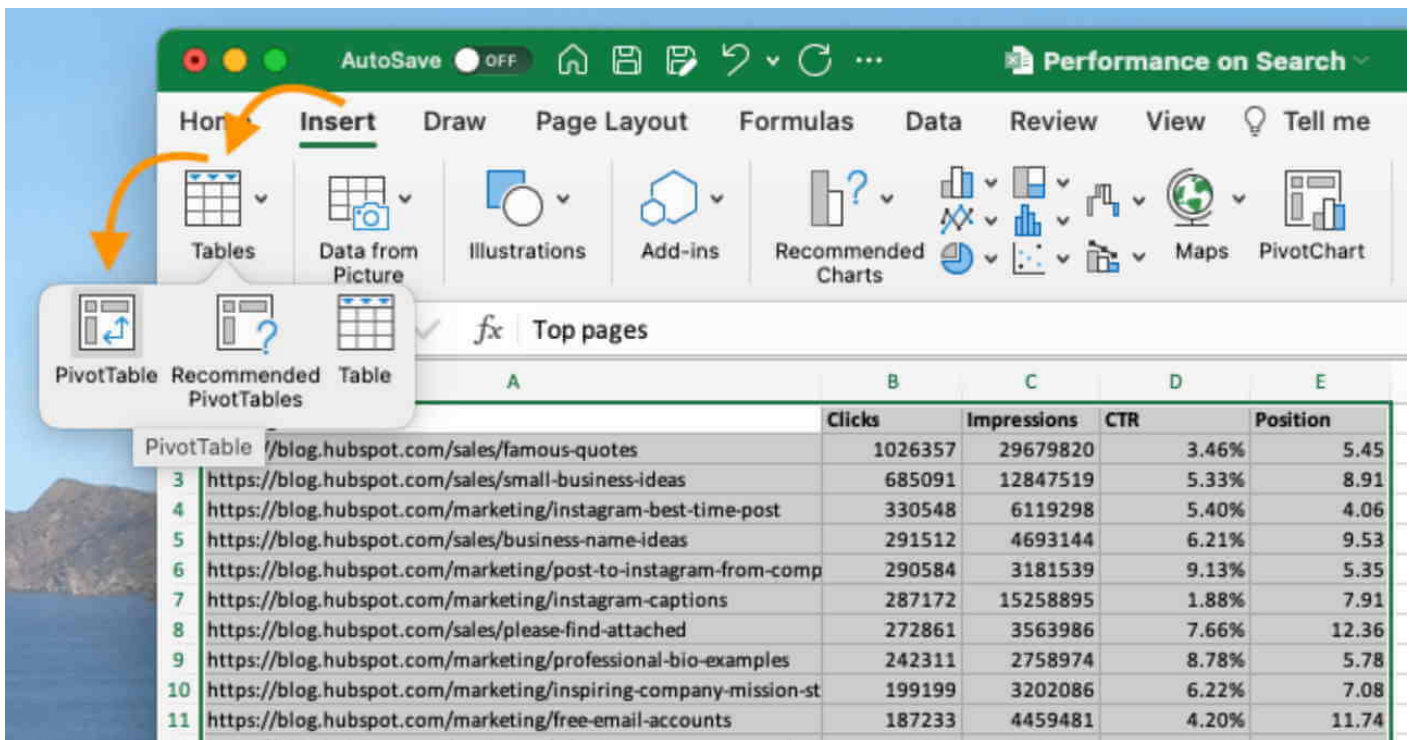 AutoSave OFF ... Performance on Search
Home Insert Draw Page Layout Formulas Data Review View Tell me
Tables
Data from
Picture
Illustrations
Add-ins
Recommended
Charts
Maps
PivotChart
PivotTable
Recommended
PivotTables
Table
PivotTable
fx Top pages
A B C D E
Clicks Impressions CTR Position
//blog.hubspot.com/sales/famous-quotes 1026357 29679820 3.46% 5.45
3 https://blog.hubspot.com/sales/small-business-ideas 685091 12847519 5.33% 8.91
4 https://blog.hubspot.com/marketing/instagram-best-time-post 330548 6119298 5.40% 4.06
5 https://blog.hubspot.com/sales/business-name-ideas 291512 4693144 6.21% 9.53
6 https://blog.hubspot.com/marketing/post-to-instagram-from-comp 290584 3181539 9.13% 5.35
7 https://blog.hubspot.com/marketing/instagram-captions 287172 15258895 1.88% 7.91
8 https://blog.hubspot.com/sales/please-find-attached 272861 3563986 7.66% 12.36
9 https://blog.hubspot.com/marketing/professional-bio-examples 242311 2758974 8.78% 5.78
10 https://blog.hubspot.com/marketing/inspiring-company-mission-st 199199 3202086 6.22% 7.08
11 https://blog.hubspot.com/marketing/free-email-accounts 187233 4459481 4.20% 11.74